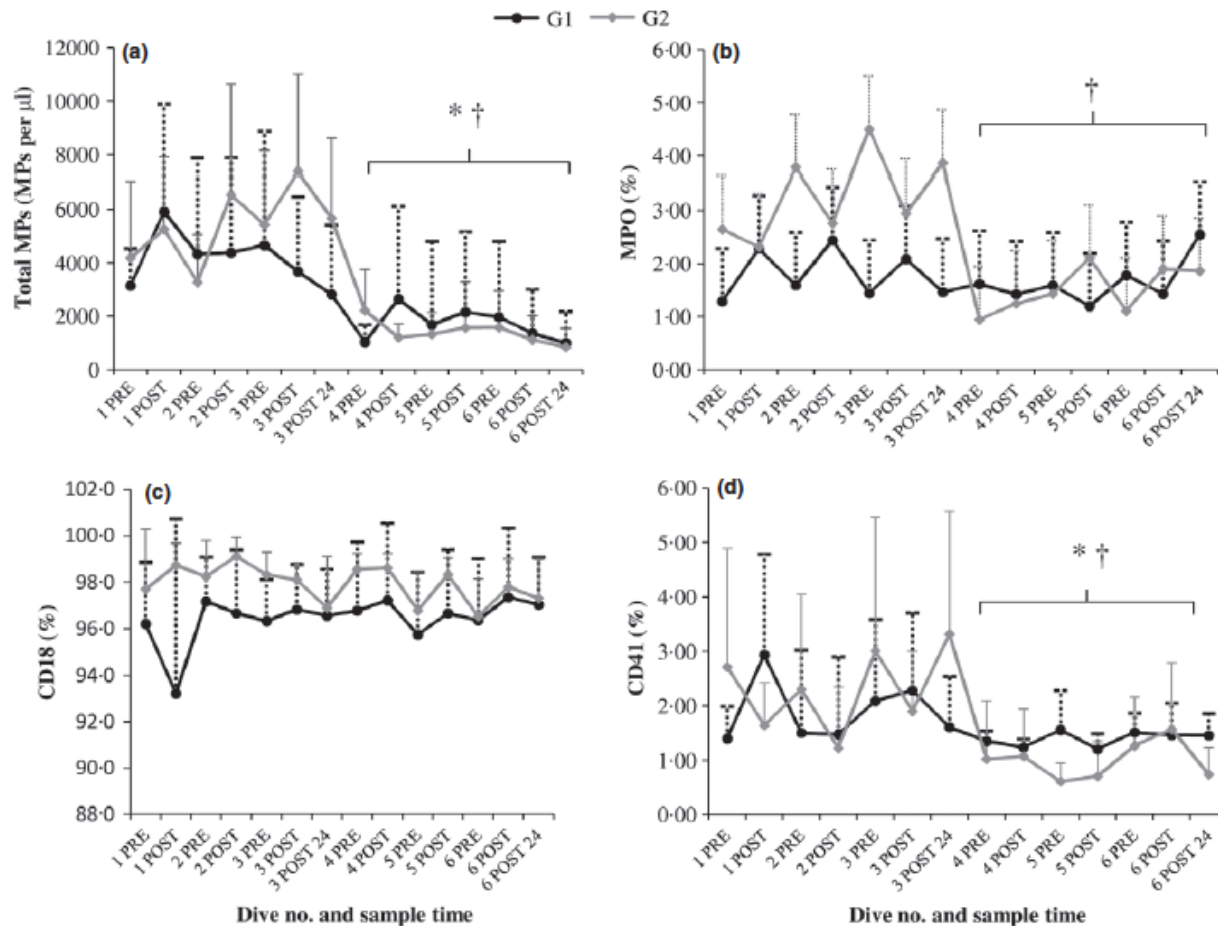 G1 G2
(a)
Total MPs (MPs per µl)
12000
10000
8000
6000
4000
2000
0
* †
1 PRE
1 POST
2 PRE
2 POST
3 PRE
3 POST
3 POST 24
4 PRE
4 POST
5 PRE
5 POST
6 PRE
6 POST
6 POST 24
(b)
MPO (%)
6·00
5·00
4·00
3·00
2·00
1·00
0·00
†
1 PRE
1 POST
2 PRE
2 POST
3 PRE
3 POST
3 POST 24
4 PRE
4 POST
5 PRE
5 POST
6 PRE
6 POST
6 POST 24
(c)
CD18 (%)
102·0
100·0
98·0
96·0
94·0
92·0
90·0
88·0
1 PRE
1 POST
2 PRE
2 POST
3 PRE
3 POST
3 POST 24
4 PRE
4 POST
5 PRE
5 POST
6 PRE
6 POST
6 POST 24
Dive no. and sample time
(d)
CD41 (%)
6·00
5·00
4·00
3·00
2·00
1·00
0·00
* †
1 PRE
1 POST
2 PRE
2 POST
3 PRE
3 POST
3 POST 24
4 PRE
4 POST
5 PRE
5 POST
6 PRE
6 POST
6 POST 24
Dive no. and sample time